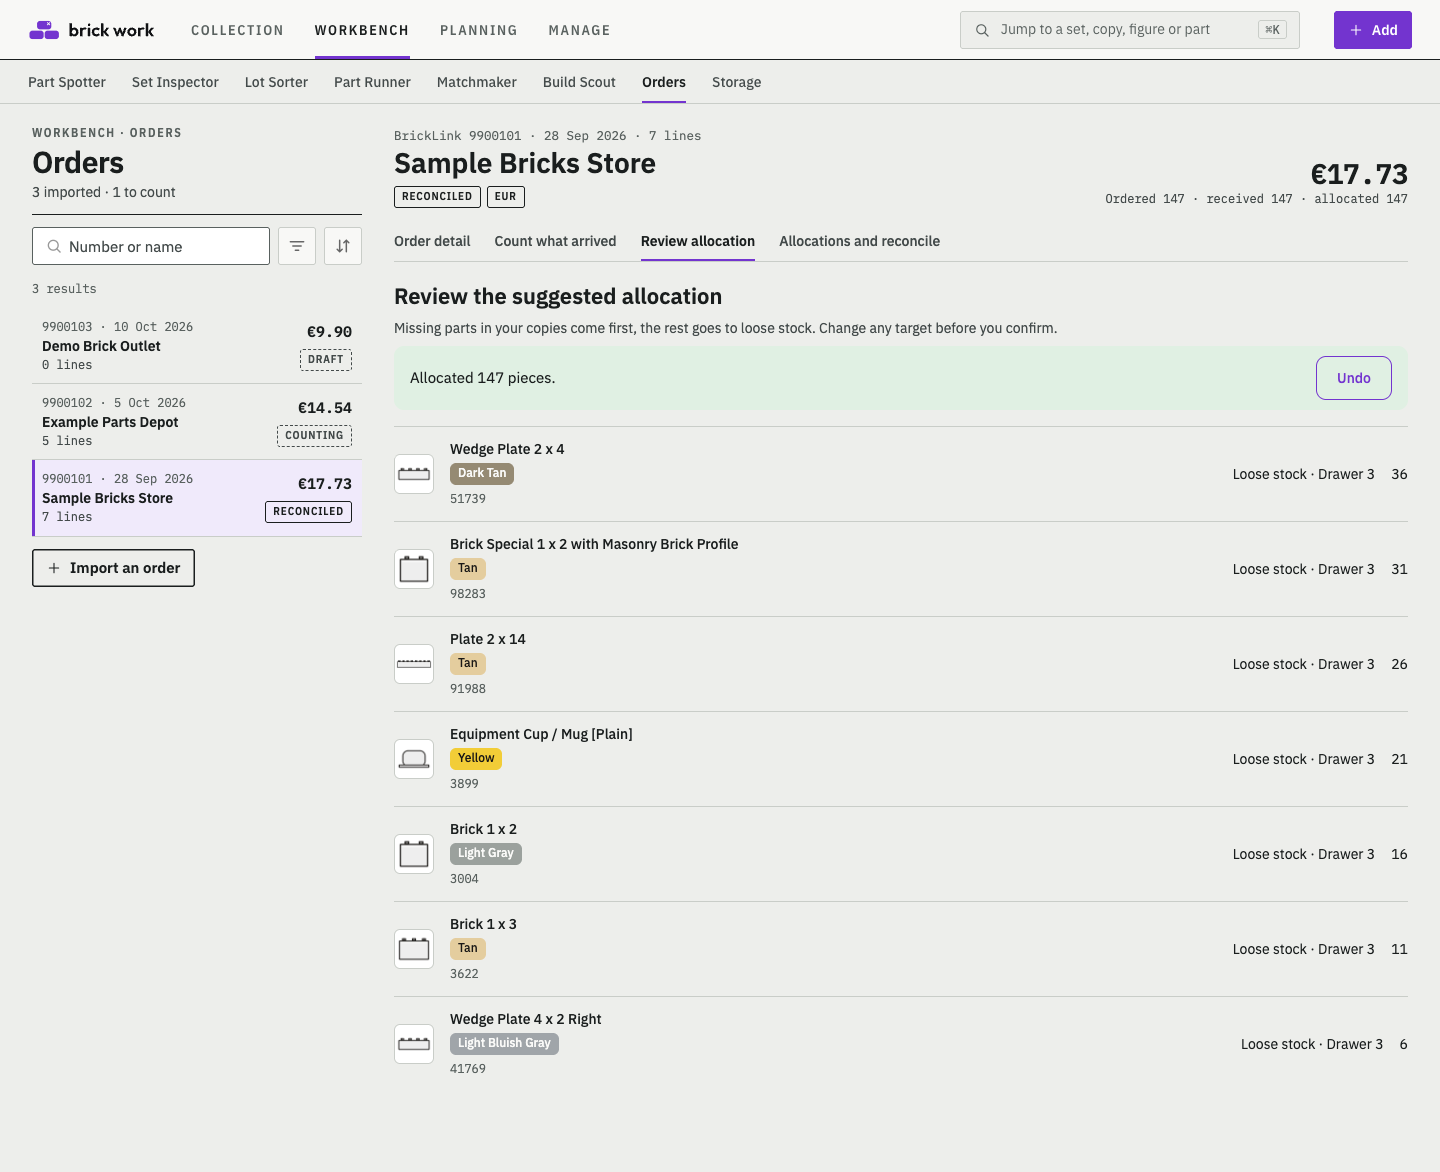 brick work
COLLECTION
WORKBENCH
PLANNING
MANAGE
Jump to a set, copy, figure or part
⌘K
+ Add
Part Spotter
Set Inspector
Lot Sorter
Part Runner
Matchmaker
Build Scout
Orders
Storage
WORKBENCH · ORDERS
Orders
3 imported · 1 to count
Number or name
3 results
9900103 · 10 Oct 2026
€9.90
Demo Brick Outlet
DRAFT
0 lines
9900102 · 5 Oct 2026
€14.54
Example Parts Depot
COUNTING
5 lines
9900101 · 28 Sep 2026
€17.73
Sample Bricks Store
RECONCILED
7 lines
+ Import an order
BrickLink 9900101 · 28 Sep 2026 · 7 lines
Sample Bricks Store
RECONCILED
EUR
€17.73
Ordered 147 · received 147 · allocated 147
Order detail
Count what arrived
Review allocation
Allocations and reconcile
Review the suggested allocation
Missing parts in your copies come first, the rest goes to loose stock. Change any target before you confirm.
Allocated 147 pieces.
Undo
Wedge Plate 2 x 4
Dark Tan
51739
Loose stock · Drawer 3 36
Brick Special 1 x 2 with Masonry Brick Profile
Tan
98283
Loose stock · Drawer 3 31
Plate 2 x 14
Tan
91988
Loose stock · Drawer 3 26
Equipment Cup / Mug [Plain]
Yellow
3899
Loose stock · Drawer 3 21
Brick 1 x 2
Light Gray
3004
Loose stock · Drawer 3 16
Brick 1 x 3
Tan
3622
Loose stock · Drawer 3 11
Wedge Plate 4 x 2 Right
Light Bluish Gray
41769
Loose stock · Drawer 3 6